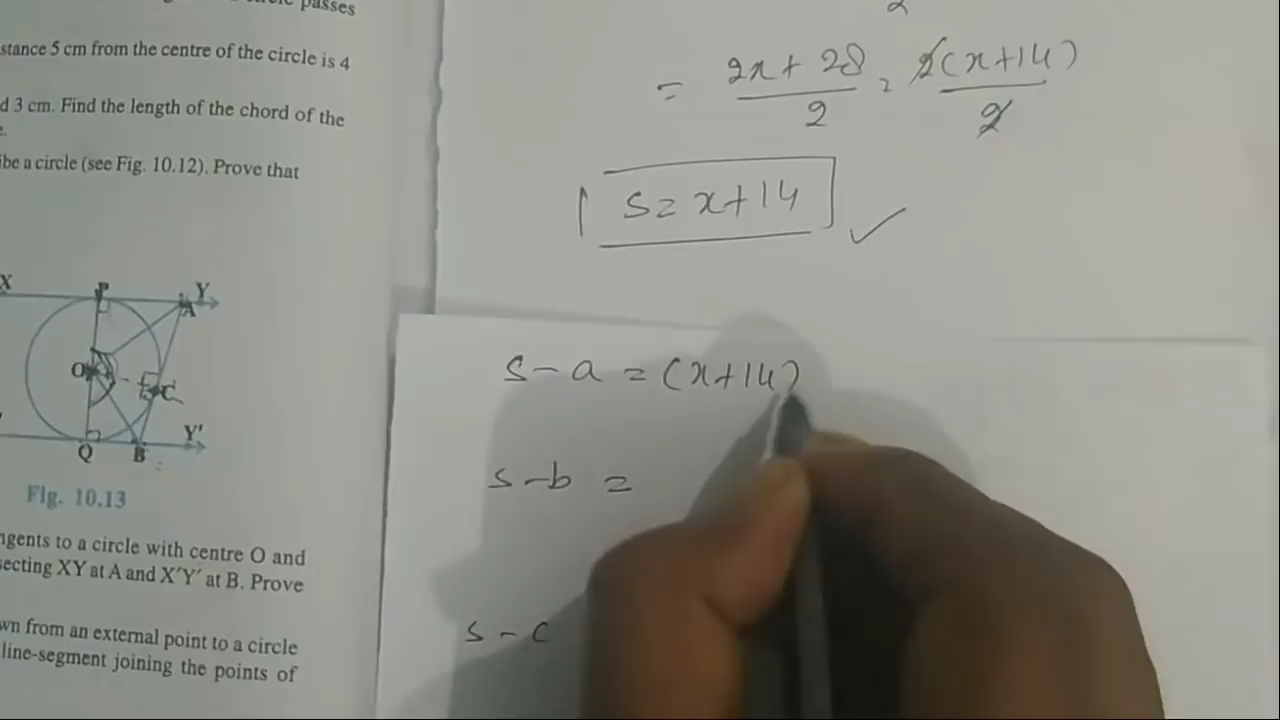 passes
stance 5 cm from the centre of the circle is 4
d 3 cm. Find the length of the chord of the
e.
be a circle (see Fig. 10.12). Prove that
X P Y
A
O C
Q B Y'
Fig. 10.13
ngents to a circle with centre O and
secting XY at A and X'Y' at B. Prove
wn from an external point to a circle
line-segment joining the points of
2
= 2x + 28 / 2 = 2(x+14) / 2
S = x+14 ✓
s - a = (x+14)
s - b =
s - c